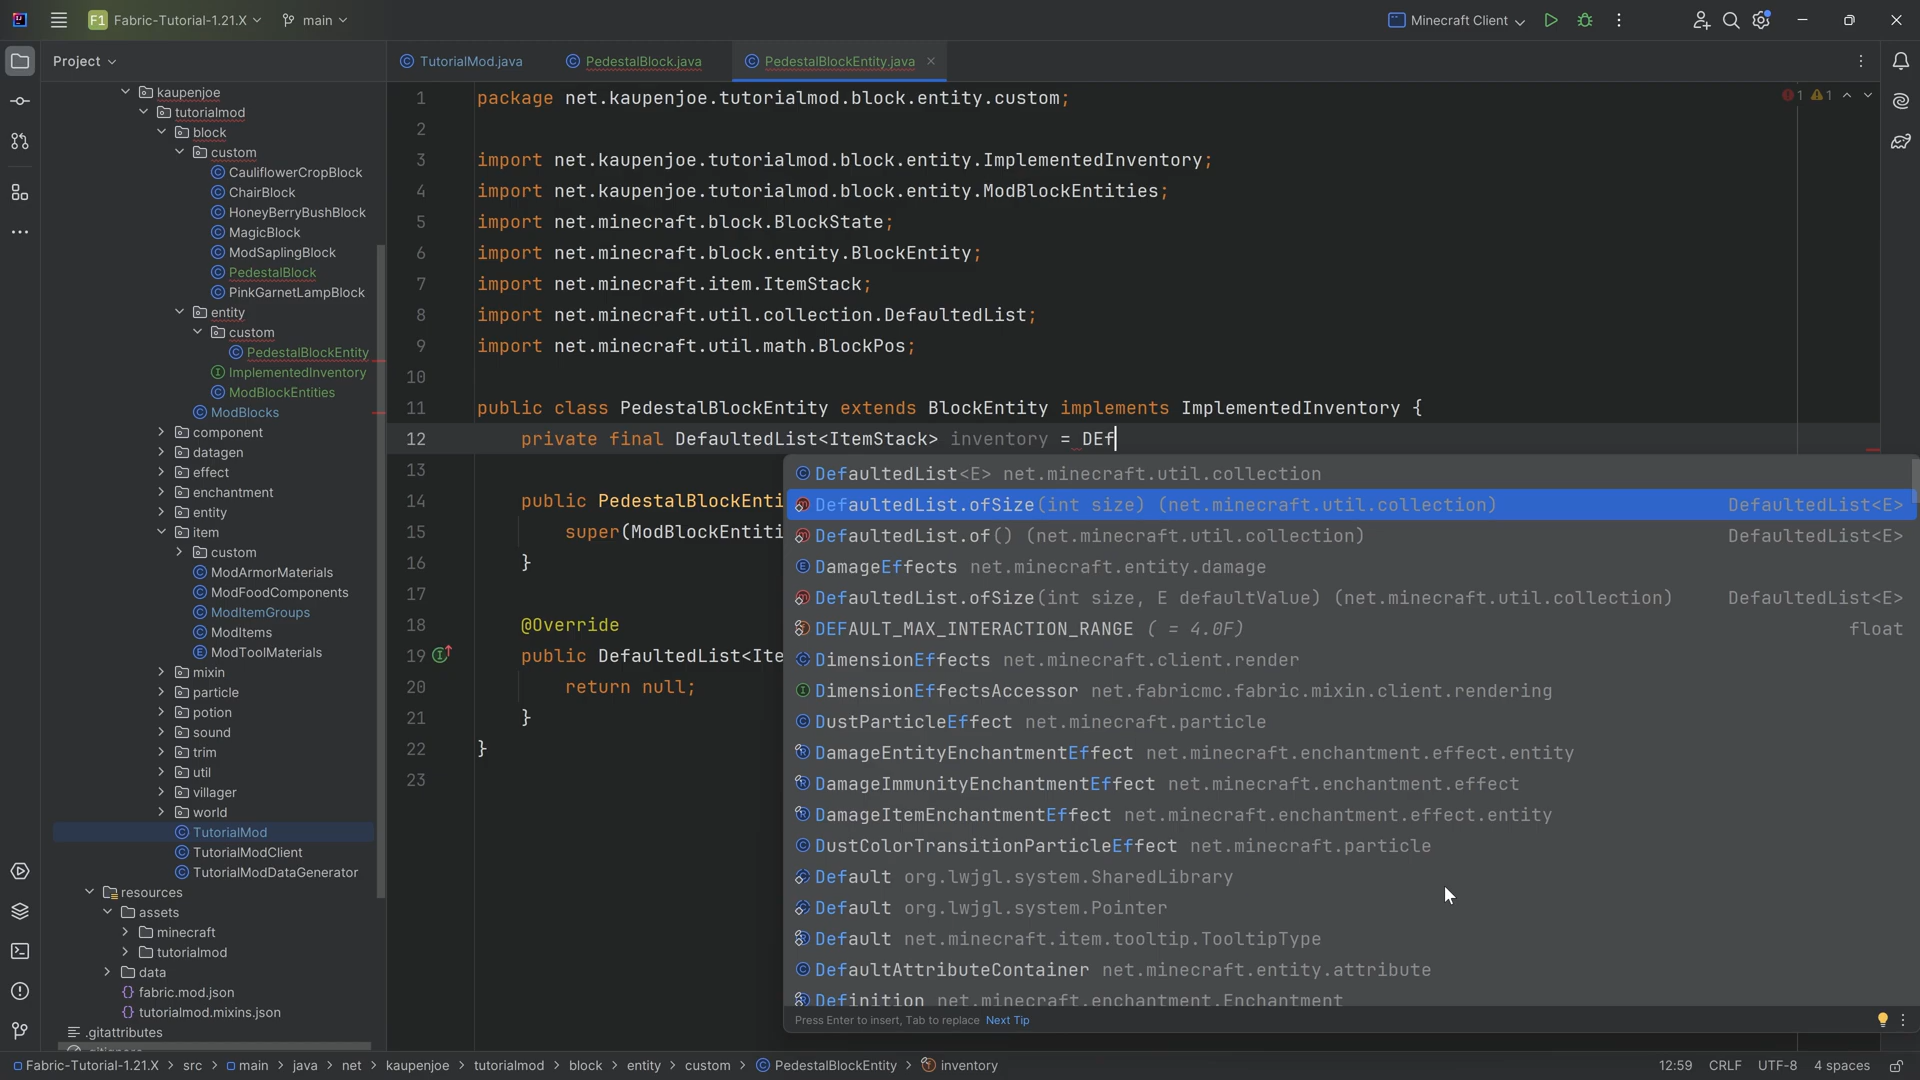 F1 Fabric-Tutorial-1.21.X main Minecraft Client
Project
kaupenjoe
tutorialmod
block
custom
CauliflowerCropBlock
ChairBlock
HoneyBerryBushBlock
MagicBlock
ModSaplingBlock
PedestalBlock
PinkGarnetLampBlock
entity
custom
PedestalBlockEntity
ImplementedInventory
ModBlockEntities
ModBlocks
component
datagen
effect
enchantment
entity
item
custom
ModArmorMaterials
ModFoodComponents
ModItemGroups
ModItems
ModToolMaterials
mixin
particle
potion
sound
trim
util
villager
world
TutorialMod
TutorialModClient
TutorialModDataGenerator
resources
assets
minecraft
tutorialmod
data
fabric.mod.json
tutorialmod.mixins.json
.gitattributes
TutorialMod.java PedestalBlock.java PedestalBlockEntity.java
1 package net.kaupenjoe.tutorialmod.block.entity.custom; 1 1
2
3 import net.kaupenjoe.tutorialmod.block.entity.ImplementedInventory;
4 import net.kaupenjoe.tutorialmod.block.entity.ModBlockEntities;
5 import net.minecraft.block.BlockState;
6 import net.minecraft.block.entity.BlockEntity;
7 import net.minecraft.item.ItemStack;
8 import net.minecraft.util.collection.DefaultedList;
9 import net.minecraft.util.math.BlockPos;
10
11 public class PedestalBlockEntity extends BlockEntity implements ImplementedInventory {
12 private final DefaultedList<ItemStack> inventory = DEf
13
14 public PedestalBlockEnti
15 super(ModBlockEntiti
16 }
17
18 @Override
19 public DefaultedList<Ite
20 return null;
21 }
22 }
23
DefaultedList<E> net.minecraft.util.collection
DefaultedList.ofSize(int size) (net.minecraft.util.collection) DefaultedList<E>
DefaultedList.of() (net.minecraft.util.collection) DefaultedList<E>
DamageEffects net.minecraft.entity.damage
DefaultedList.ofSize(int size, E defaultValue) (net.minecraft.util.collection) DefaultedList<E>
DEFAULT_MAX_INTERACTION_RANGE ( = 4.0F) float
DimensionEffects net.minecraft.client.render
DimensionEffectsAccessor net.fabricmc.fabric.mixin.client.rendering
DustParticleEffect net.minecraft.particle
DamageEntityEnchantmentEffect net.minecraft.enchantment.effect.entity
DamageImmunityEnchantmentEffect net.minecraft.enchantment.effect
DamageItemEnchantmentEffect net.minecraft.enchantment.effect.entity
DustColorTransitionParticleEffect net.minecraft.particle
Default org.lwjgl.system.SharedLibrary
Default org.lwjgl.system.Pointer
Default net.minecraft.item.tooltip.TooltipType
DefaultAttributeContainer net.minecraft.entity.attribute
Definition net.minecraft.enchantment.Enchantment
Press Enter to insert, Tab to replace Next Tip
Fabric-Tutorial-1.21.X > src > main > java > net > kaupenjoe > tutorialmod > block > entity > custom > PedestalBlockEntity > inventory 12:59 CRLF UTF-8 4 spaces